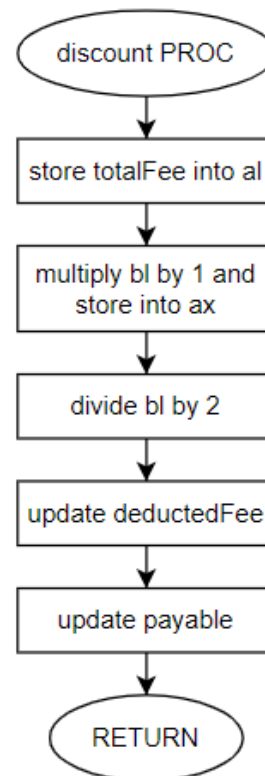 discount PROC
store totalFee into al
multiply bl by 1 and
store into ax
divide bl by 2
update deductedFee
update payable
RETURN